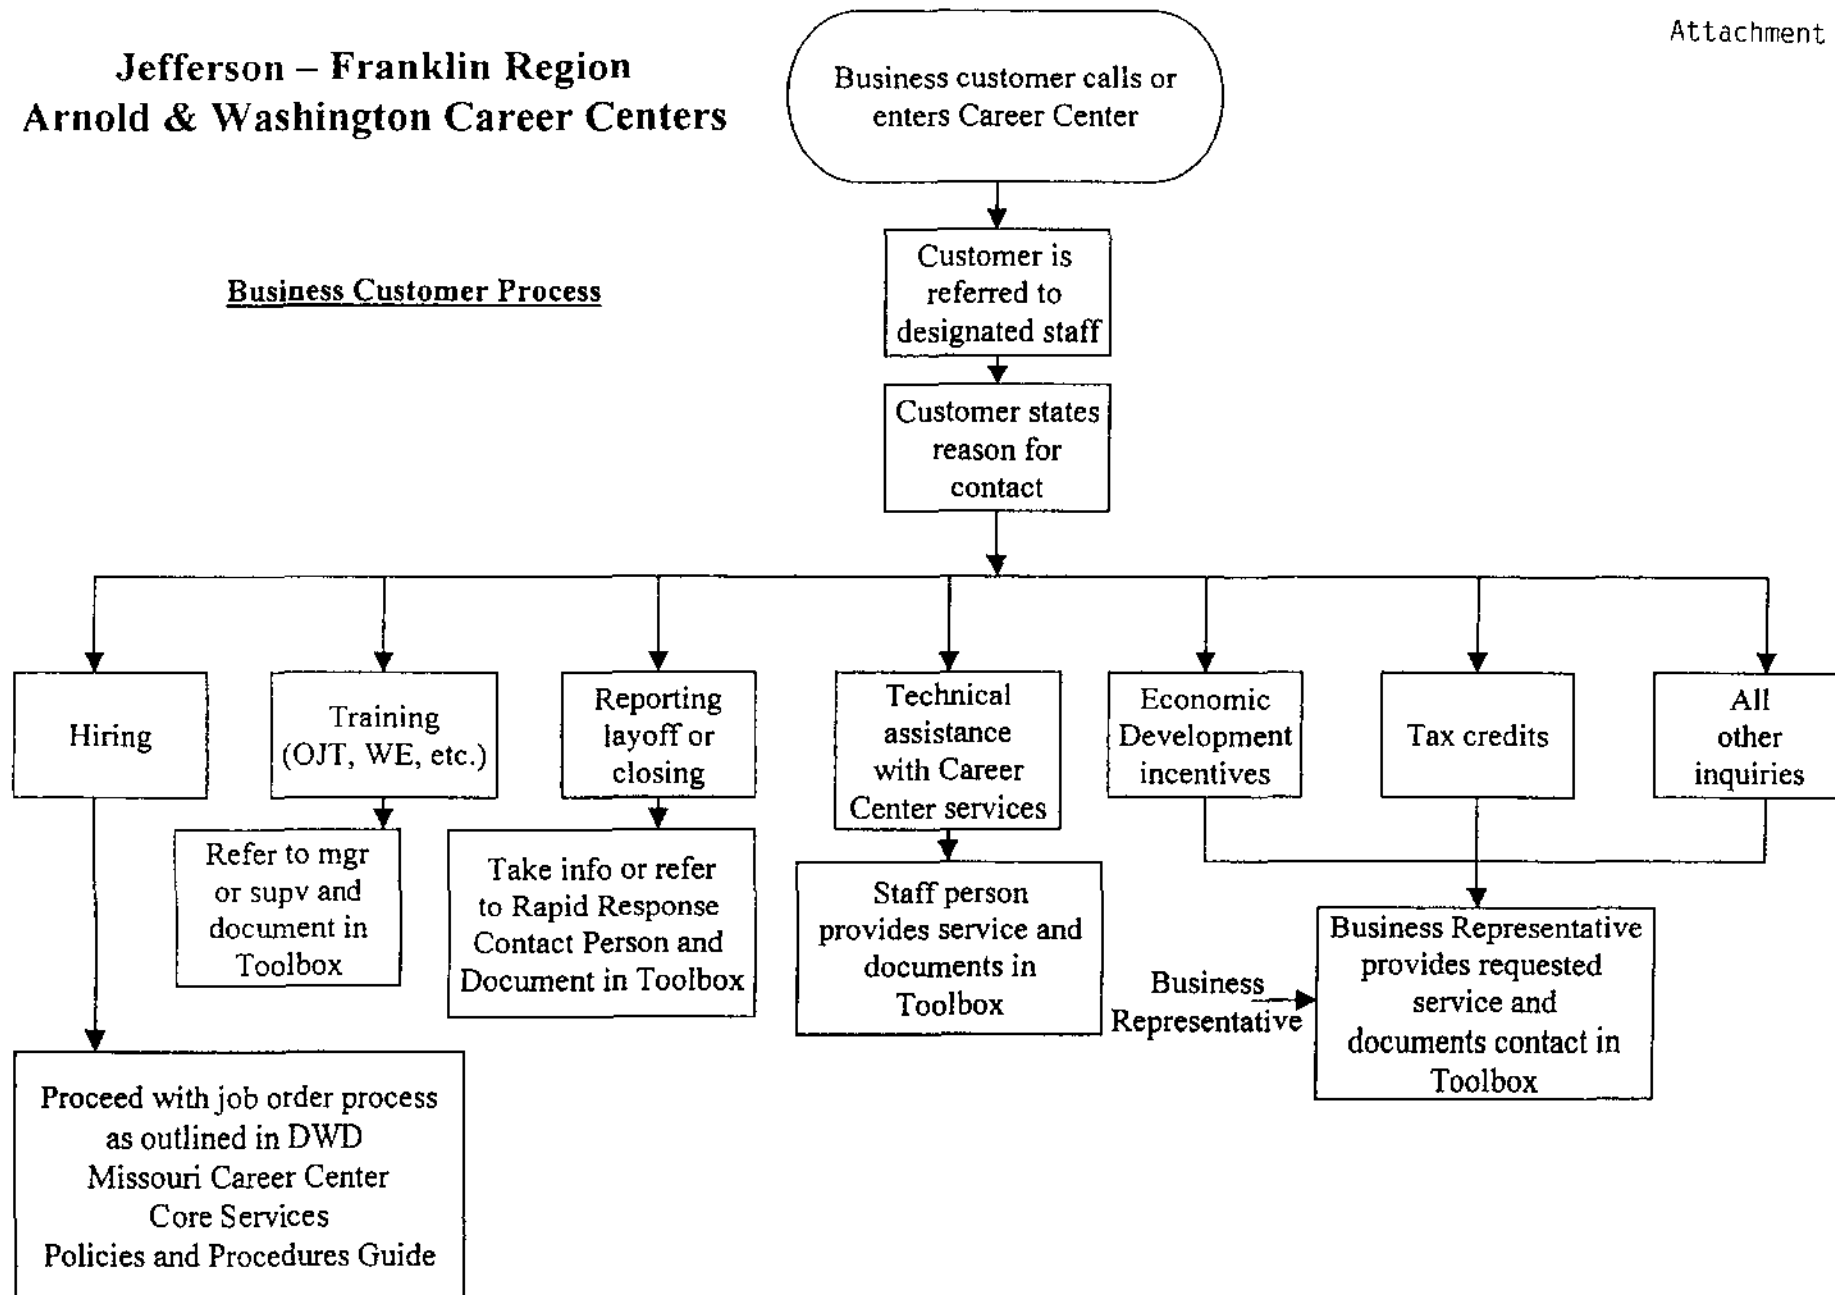 Attachment
Jefferson – Franklin Region
Arnold & Washington Career Centers
Business customer calls or
enters Career Center
Business Customer Process
Customer is
referred to
designated staff
Customer states
reason for
contact
Hiring
Training
(OJT, WE, etc.)
Reporting
layoff or
closing
Technical
assistance
with Career
Center services
Economic
Development
incentives
Tax credits
All
other
inquiries
Refer to mgr
or supv and
document in
Toolbox
Take info or refer
to Rapid Response
Contact Person and
Document in Toolbox
Staff person
provides service and
documents in
Toolbox
Business
Representative
Business Representative
provides requested
service and
documents contact in
Toolbox
Proceed with job order process
as outlined in DWD
Missouri Career Center
Core Services
Policies and Procedures Guide